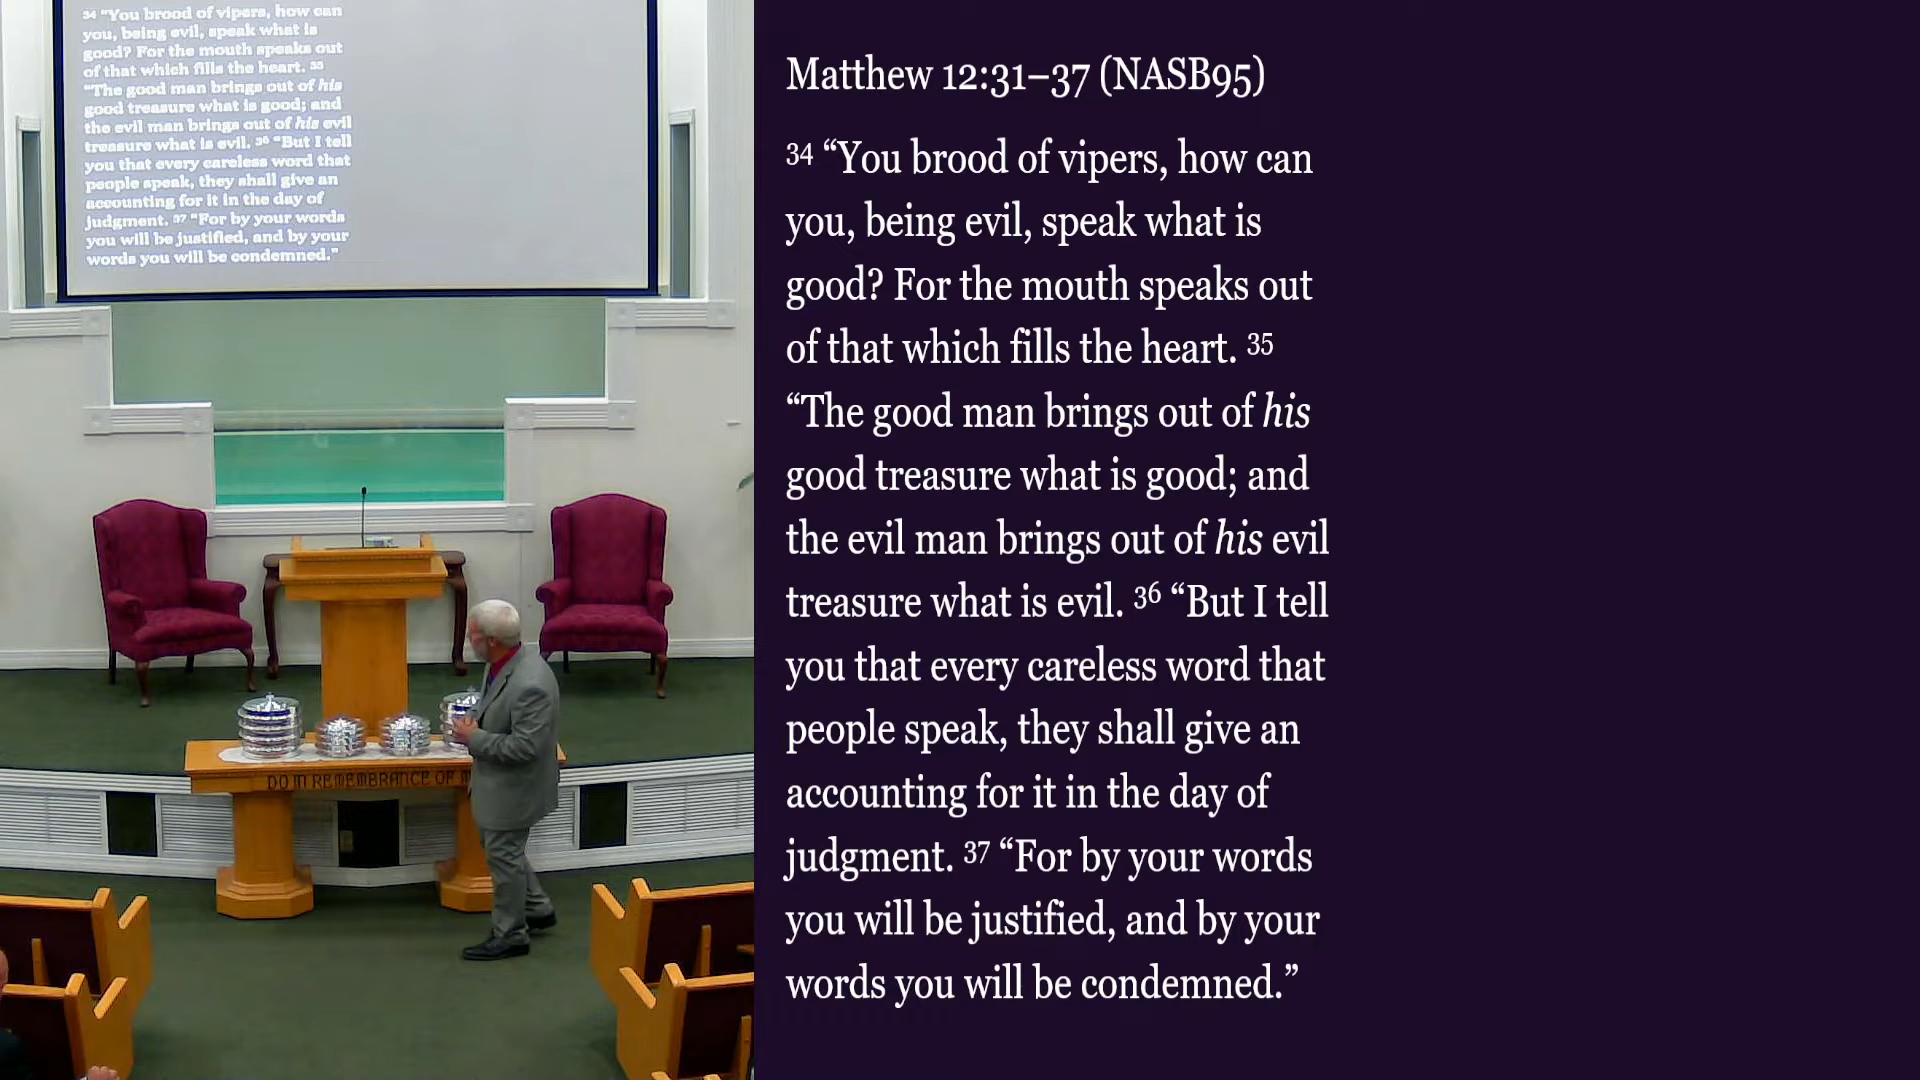 34 "You brood of vipers, how can
you, being evil, speak what is
good? For the mouth speaks out
of that which fills the heart. 35
"The good man brings out of his
good treasure what is good; and
the evil man brings out of his evil
treasure what is evil. 36 "But I tell
you that every careless word that
people speak, they shall give an
accounting for it in the day of
judgment. 37 "For by your words
you will be justified, and by your
words you will be condemned."
DO IN REMEMBRANCE OF
Matthew 12:31–37 (NASB95)
34 “You brood of vipers, how can
you, being evil, speak what is
good? For the mouth speaks out
of that which fills the heart. 35
“The good man brings out of his
good treasure what is good; and
the evil man brings out of his evil
treasure what is evil. 36 “But I tell
you that every careless word that
people speak, they shall give an
accounting for it in the day of
judgment. 37 “For by your words
you will be justified, and by your
words you will be condemned.”